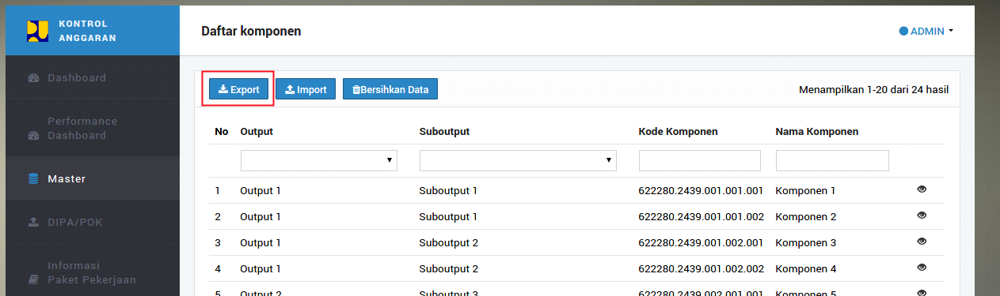 KONTROL
ANGGARAN
Daftar komponen
ADMIN
Dashboard
Performance
Dashboard
Master
DIPA/POK
Informasi
Paket Pekerjaan
Export Import Bersihkan Data Menampilkan 1-20 dari 24 hasil
No Output Suboutput Kode Komponen Nama Komponen
1 Output 1 Suboutput 1 622280.2439.001.001.001 Komponen 1
2 Output 1 Suboutput 1 622280.2439.001.001.002 Komponen 2
3 Output 1 Suboutput 2 622280.2439.001.002.001 Komponen 3
4 Output 1 Suboutput 2 622280.2439.001.002.002 Komponen 4
5 Output 2 Suboutput 3 622280.2439.002.001.001 Komponen 5